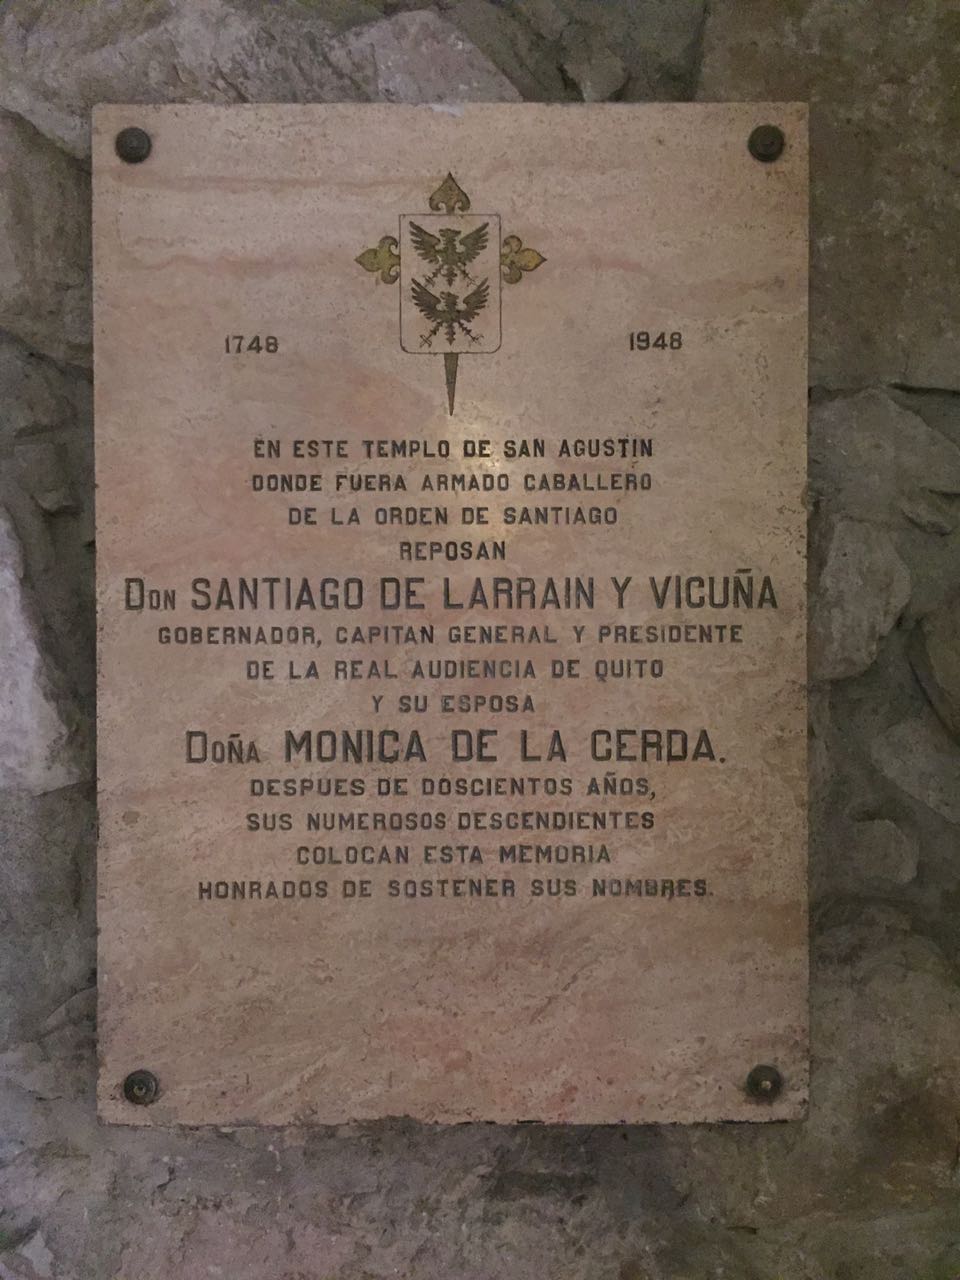 1748 1948
EN ESTE TEMPLO DE SAN AGUSTIN
DONDE FUERA ARMADO CABALLERO
DE LA ORDEN DE SANTIAGO
REPOSAN
DON SANTIAGO DE LARRAIN Y VICUÑA
GOBERNADOR, CAPITAN GENERAL Y PRESIDENTE
DE LA REAL AUDIENCIA DE QUITO
Y SU ESPOSA
DOÑA MONICA DE LA CERDA.
DESPUES DE DOSCIENTOS AÑOS,
SUS NUMEROSOS DESCENDIENTES
COLOCAN ESTA MEMORIA
HONRADOS DE SOSTENER SUS NOMBRES.